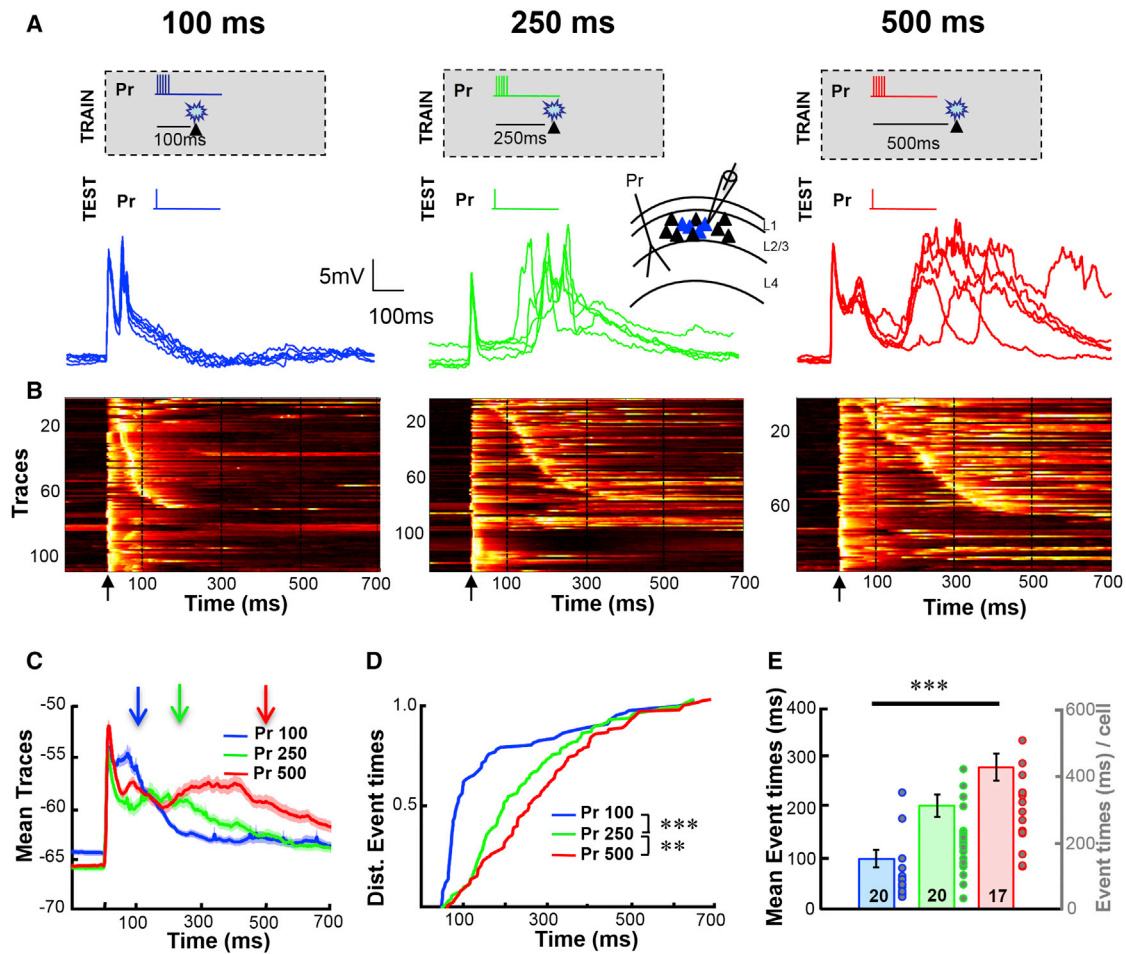 A
100 ms
250 ms
500 ms
TRAIN
Pr
100ms
TRAIN
Pr
250ms
TRAIN
Pr
500ms
TEST
Pr
TEST
Pr
Pr
L1
L2/3
L4
TEST
Pr
5mV
100ms
B
Traces
20
60
100
100
300
500
700
Time (ms)
20
60
100
100
300
500
700
Time (ms)
20
60
100
300
500
700
Time (ms)
C
Mean Traces
-50
-55
-60
-65
-70
Pr 100
Pr 250
Pr 500
100
300
500
700
Time (ms)
D
Dist. Event times
1.0
0.5
Pr 100
Pr 250
Pr 500
***
**
100
300
500
700
Time (ms)
E
Mean Event times (ms)
400
300
200
100
0
***
20
20
17
600
400
200
0
Event times (ms) / cell